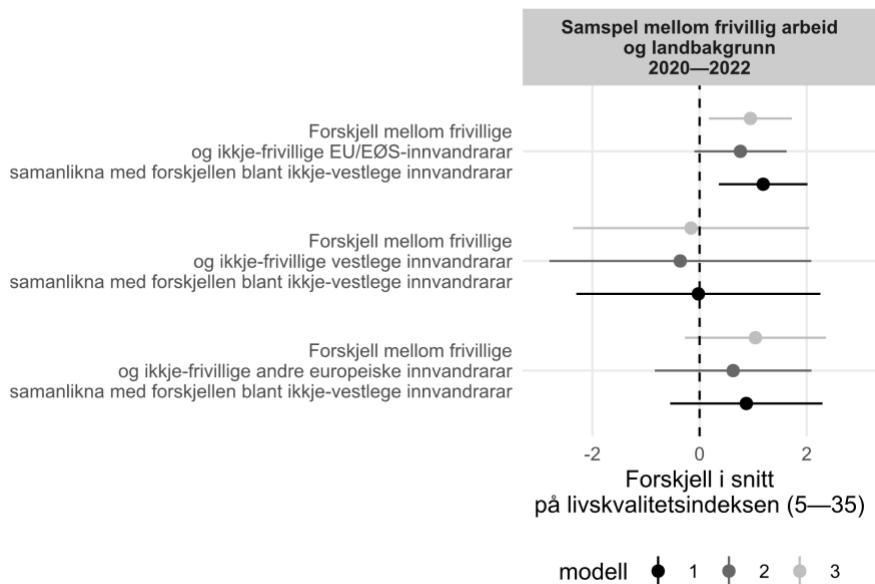 Samspel mellom frivillig arbeid
og landbakgrunn
2020—2022
Forskjell mellom frivillige
og ikkje-frivillige EU/EØS-innvandrarar
samanlikna med forskjellen blant ikkje-vestlege innvandrarar
Forskjell mellom frivillige
og ikkje-frivillige vestlege innvandrarar
samanlikna med forskjellen blant ikkje-vestlege innvandrarar
Forskjell mellom frivillige
og ikkje-frivillige andre europeiske innvandrarar
samanlikna med forskjellen blant ikkje-vestlege innvandrarar
-2 0 2
Forskjell i snitt
på livskvalitetsindeksen (5—35)
modell 1 2 3